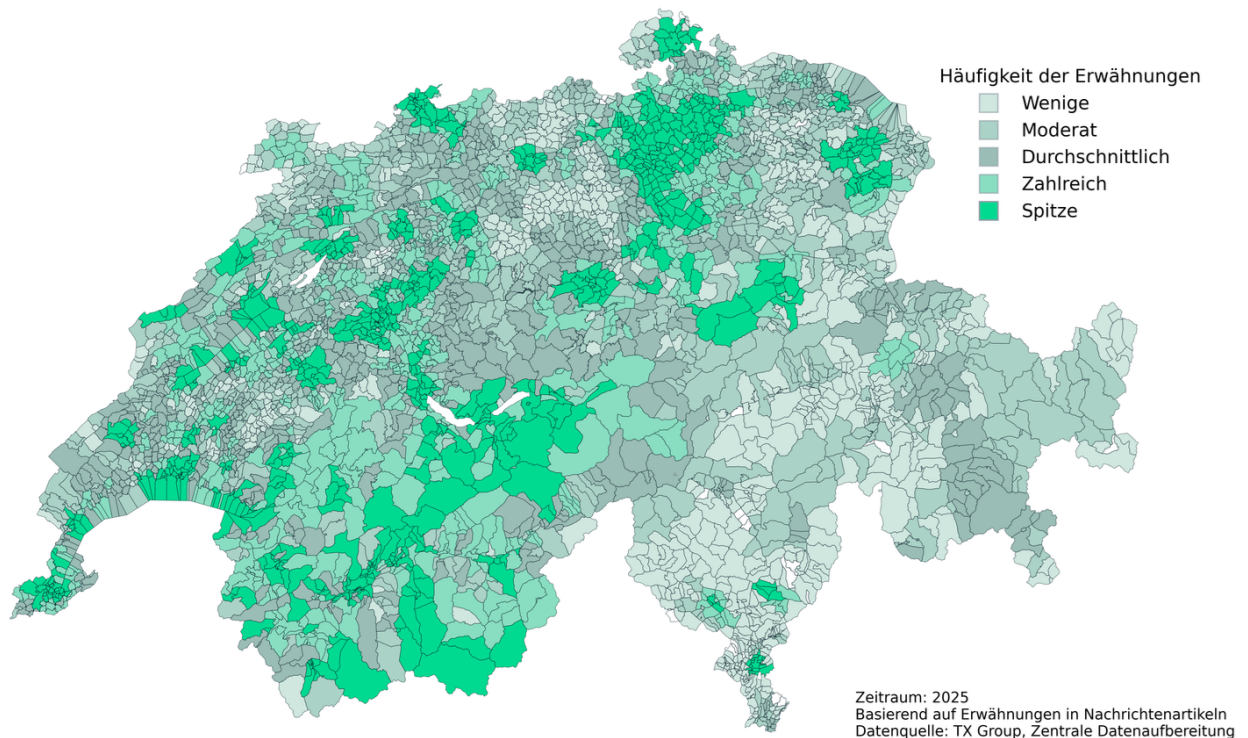 Häufigkeit der Erwähnungen
Wenige
Moderat
Durchschnittlich
Zahlreich
Spitze
Zeitraum: 2025
Basierend auf Erwähnungen in Nachrichtenartikeln
Datenquelle: TX Group, Zentrale Datenaufbereitung